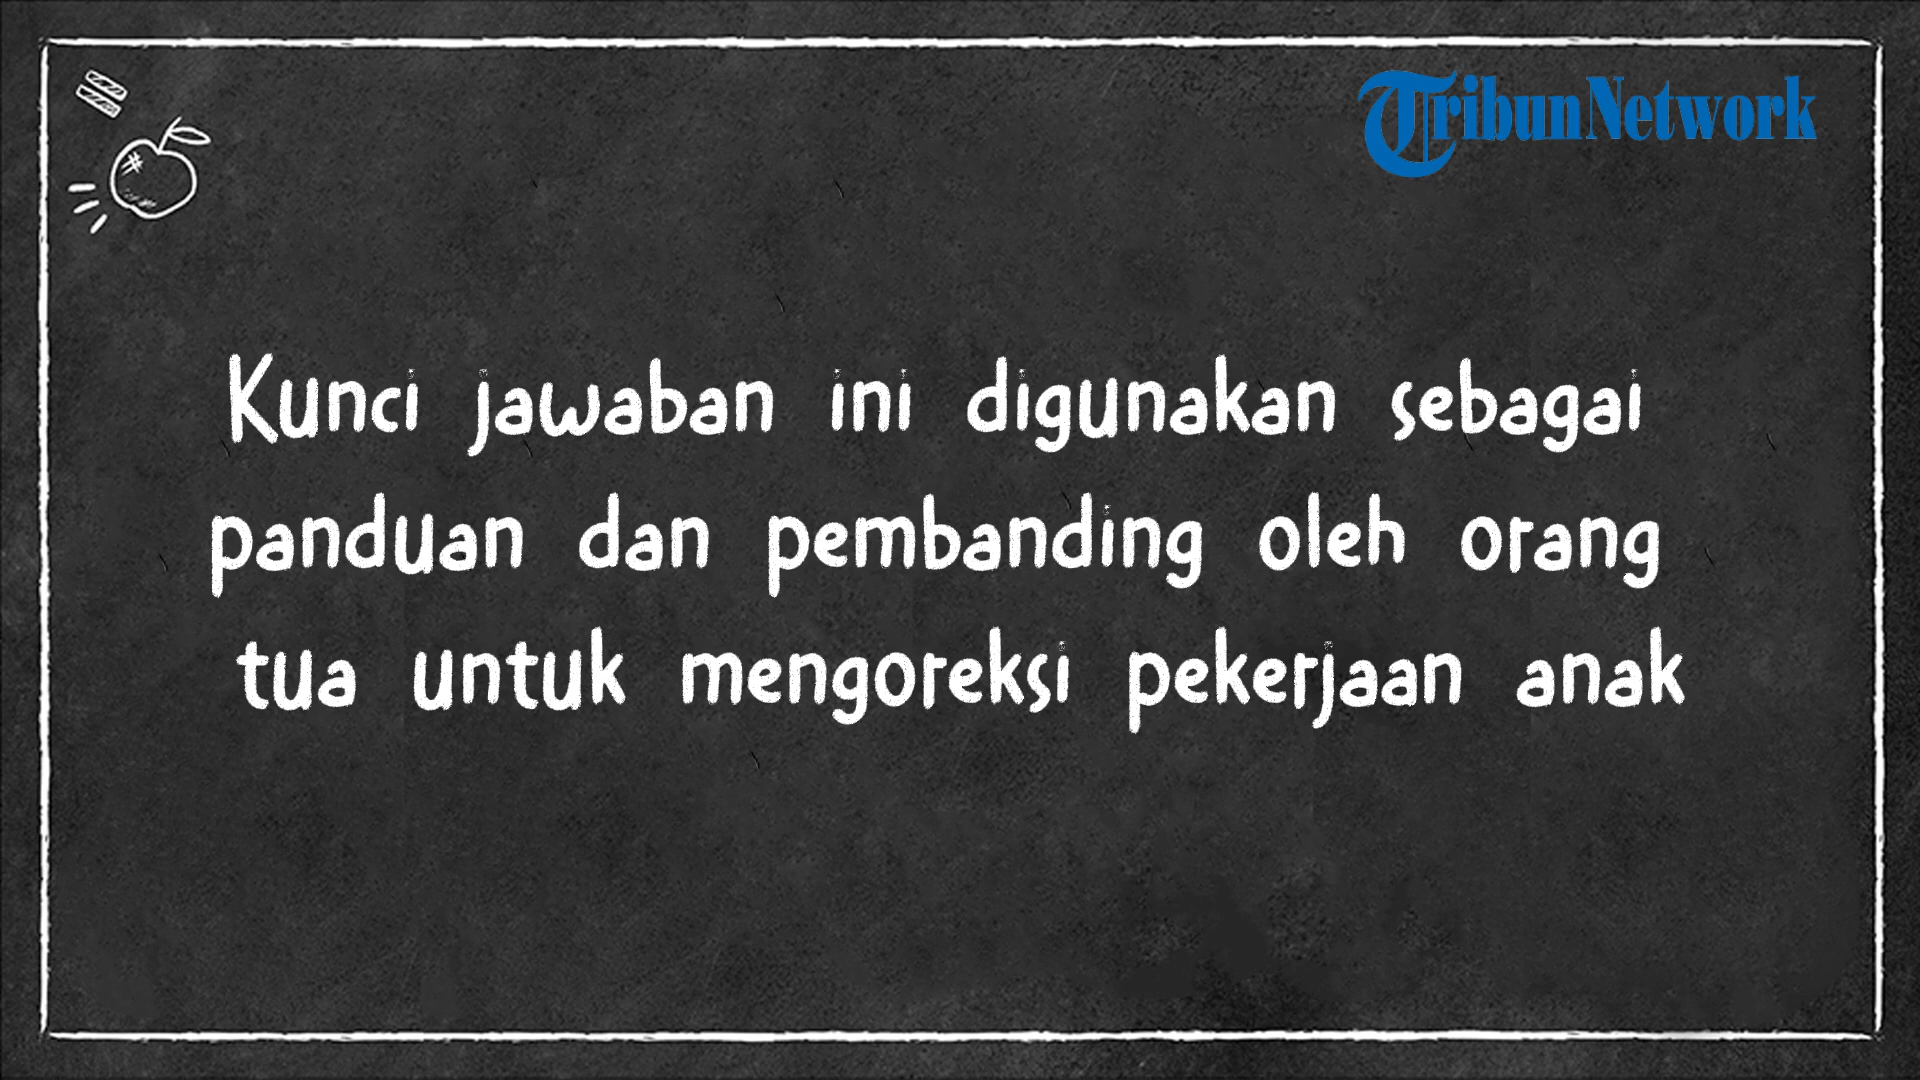 TribunNetwork
Kunci jawaban ini digunakan sebagai
panduan dan pembanding oleh orang
tua untuk mengoreksi pekerjaan anak